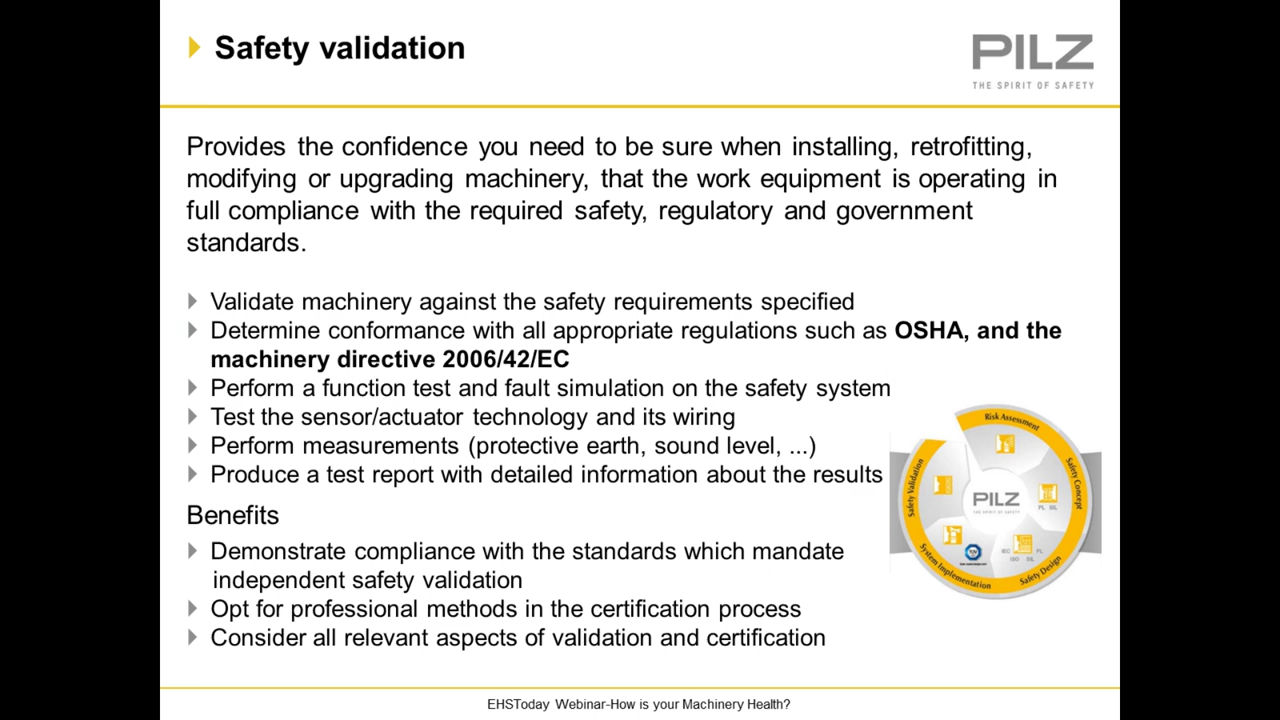 Safety validation
PILZ
THE SPIRIT OF SAFETY
Provides the confidence you need to be sure when installing, retrofitting,
modifying or upgrading machinery, that the work equipment is operating in
full compliance with the required safety, regulatory and government
standards.
Validate machinery against the safety requirements specified
Determine conformance with all appropriate regulations such as OSHA, and the
machinery directive 2006/42/EC
Perform a function test and fault simulation on the safety system
Test the sensor/actuator technology and its wiring
Perform measurements (protective earth, sound level, ...)
Produce a test report with detailed information about the results
Benefits
Demonstrate compliance with the standards which mandate
independent safety validation
Opt for professional methods in the certification process
Consider all relevant aspects of validation and certification
Risk Assessment
Safety Concept
Safety Design
System Implementation
Safety Validation
PILZ
THE SPIRIT OF SAFETY
PL SIL
IEC PL
ISO SIL
EHSToday Webinar-How is your Machinery Health?